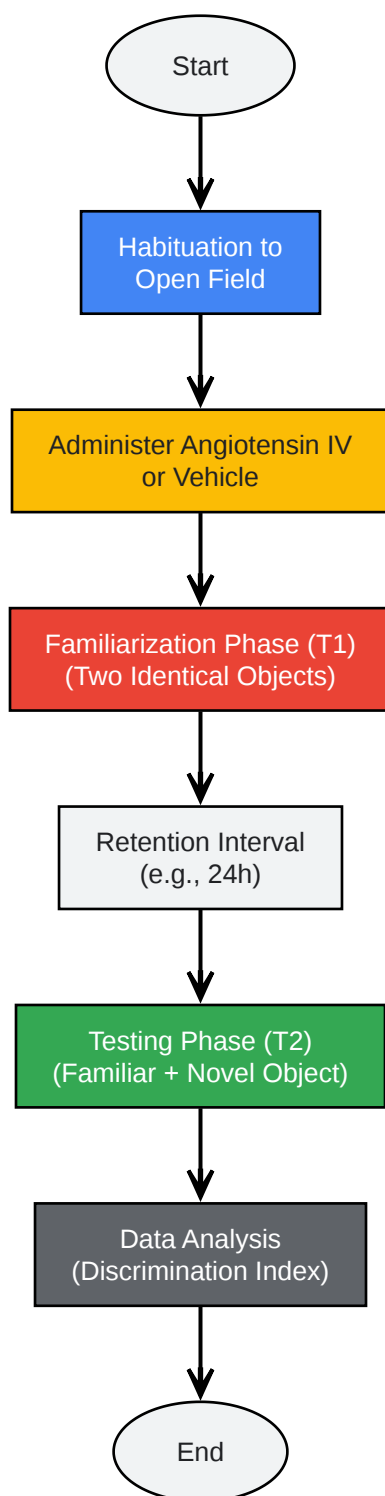 Start
Habituation to
Open Field
Administer Angiotensin IV
or Vehicle
Familiarization Phase (T1)
(Two Identical Objects)
Retention Interval
(e.g., 24h)
Testing Phase (T2)
(Familiar + Novel Object)
Data Analysis
(Discrimination Index)
End